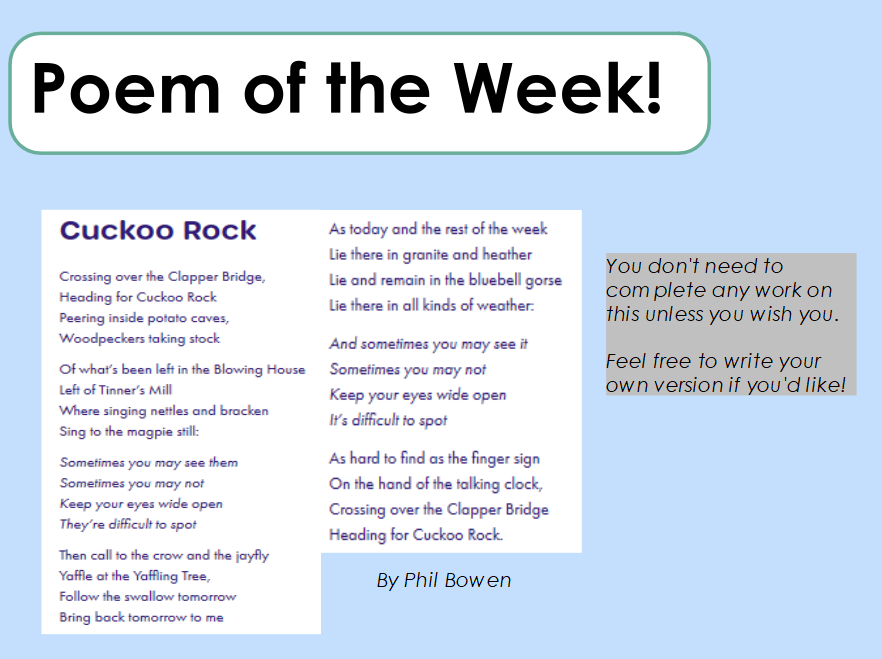 Poem of the Week!
Cuckoo Rock
Crossing over the Clapper Bridge,
Heading for Cuckoo Rock
Peering inside potato caves,
Woodpeckers taking stock
Of what's been left in the Blowing House
Left of Tinner's Mill
Where singing nettles and bracken
Sing to the magpie still:
Sometimes you may see them
Sometimes you may not
Keep your eyes wide open
They're difficult to spot
Then call to the crow and the jayfly
Yaffle at the Yaffling Tree,
Follow the swallow tomorrow
Bring back tomorrow to me
As today and the rest of the week
Lie there in granite and heather
Lie and remain in the bluebell gorse
Lie there in all kinds of weather:
And sometimes you may see it
Sometimes you may not
Keep your eyes wide open
It's difficult to spot
As hard to find as the finger sign
On the hand of the talking clock,
Crossing over the Clapper Bridge
Heading for Cuckoo Rock.
By Phil Bowen
You don't need to
complete any work on
this unless you wish you.
Feel free to write your
own version if you'd like!